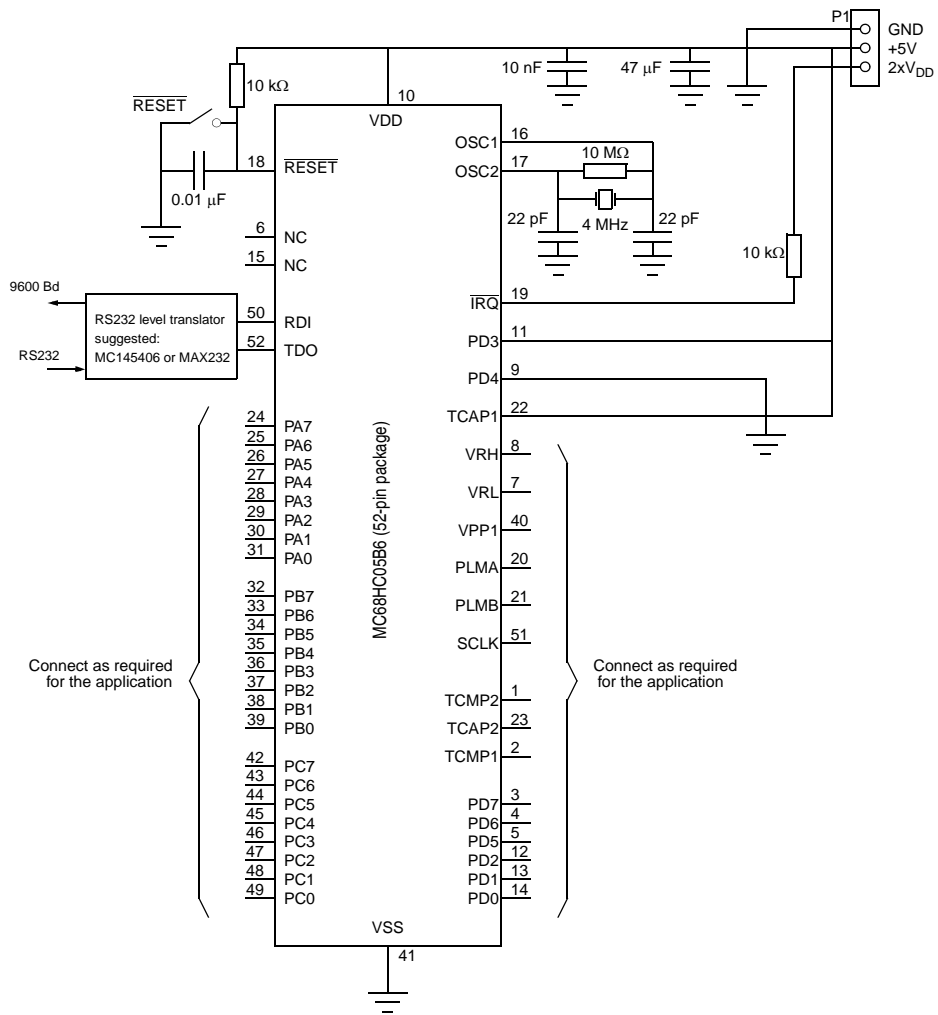 P1
GND
+5V
2xVDD
10 kΩ
10 nF
47 µF
RESET
10
VDD
16
OSC1
10 MΩ
17
OSC2
18
RESET
0.01 µF
22 pF
4 MHz
22 pF
6
NC
15
NC
10 kΩ
9600 Bd
RS232
RS232 level translator
suggested:
MC145406 or MAX232
50
RDI
52
TDO
IRQ
19
PD3
11
PD4
9
TCAP1
22
24
PA7
25
PA6
26
PA5
27
PA4
28
PA3
29
PA2
30
PA1
31
PA0
32
PB7
33
PB6
34
PB5
35
PB4
36
PB3
37
PB2
38
PB1
39
PB0
42
PC7
43
PC6
44
PC5
45
PC4
46
PC3
47
PC2
48
PC1
49
PC0
Connect as required
for the application
MC68HC05B6 (52-pin package)
VRH
8
VRL
7
VPP1
40
PLMA
20
PLMB
21
SCLK
51
TCMP2
1
TCAP2
23
TCMP1
2
PD7
3
PD6
4
PD5
5
PD2
12
PD1
13
PD0
14
Connect as required
for the application
VSS
41